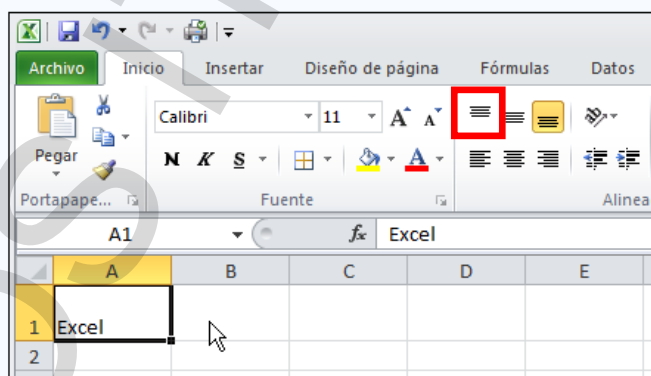 Archivo Inicio Insertar Diseño de página Fórmulas Datos
Calibri 11 A A
Pegar N K S A
Portapape... Fuente Alinea
A1 fx Excel
A B C D E
1 Excel
2